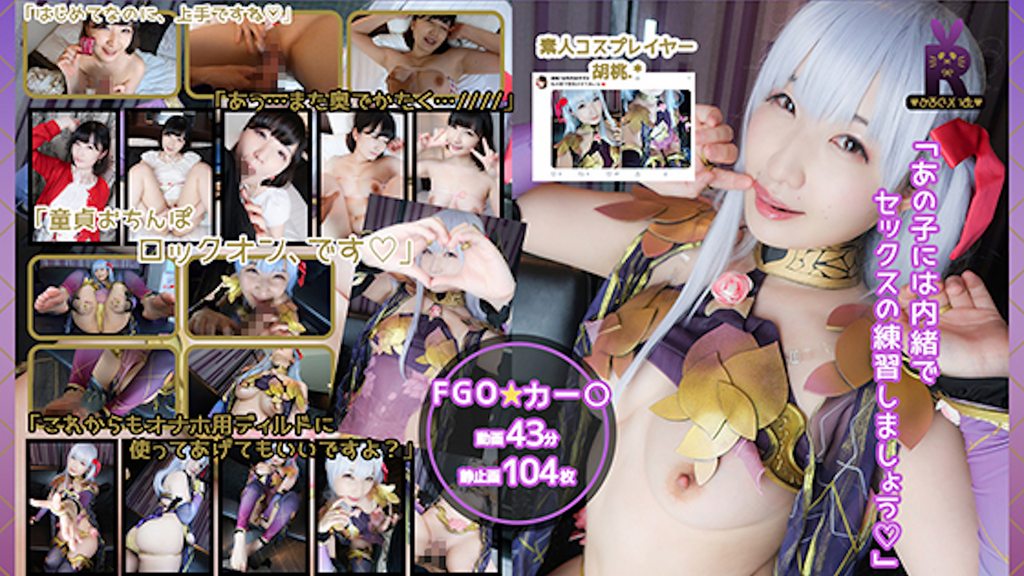 「はじめてなのに、上手ですね♡」
「あっ…また奥でかたく…////」
「童貞おちんぽ
ロックオン、です♡」
「これからもオナホ用ディルドに
使ってあげてもいいですよ？」
FGO★カー〇
動画43分
静止画104枚
素人コスプレイヤー
胡桃.*
R
「あの子には内緒で
セックスの練習しましょう♡」